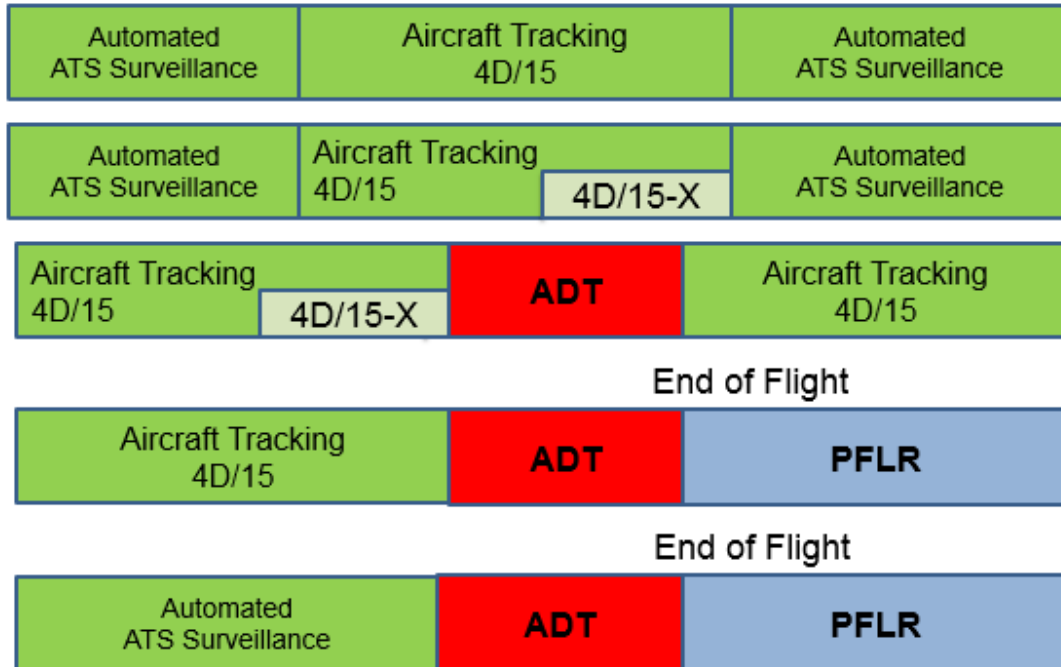 Automated
ATS Surveillance
Aircraft Tracking
4D/15
Automated
ATS Surveillance
Automated
ATS Surveillance
Aircraft Tracking
4D/15
4D/15-X
Automated
ATS Surveillance
Aircraft Tracking
4D/15
4D/15-X
ADT
Aircraft Tracking
4D/15
End of Flight
Aircraft Tracking
4D/15
ADT
PFLR
End of Flight
Automated
ATS Surveillance
ADT
PFLR